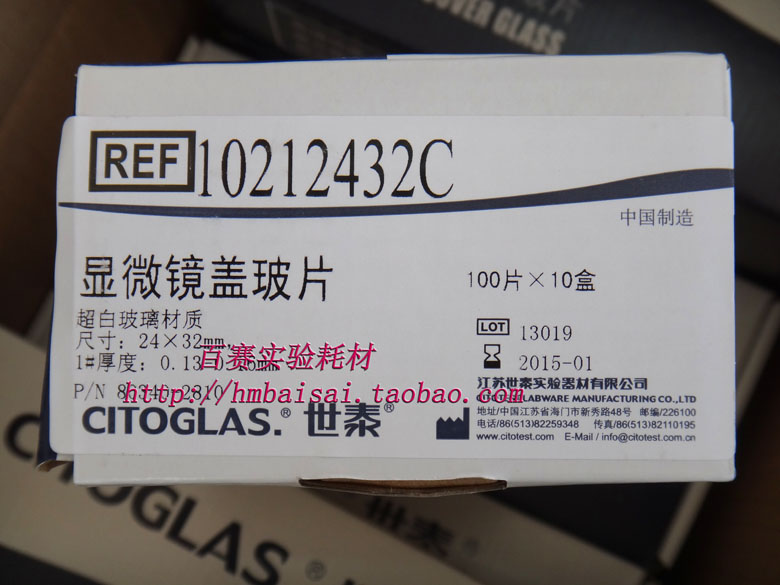 COVER GLASS
REF 10212432C
中国制造
显微镜盖玻片
100片×10盒
超白玻璃材质
尺寸: 24×32mm.
LOT 13019
百赛实验耗材
1#厚度: 0.13-0.16mm
2015-01
P/N
http://hmbaisai.taobao.com
CITOGLAS.® 世泰®
江苏世泰实验器材有限公司
CITOTEST LABWARE MANUFACTURING CO.,LTD
地址/中国江苏省海门市新秀路48号 邮编/226100
电话/86(513)82259348 传真/86(513)82110195
www.citotest.com E-Mail / info@citotest.com.cn
CITOGLAS. ® 世泰 ®